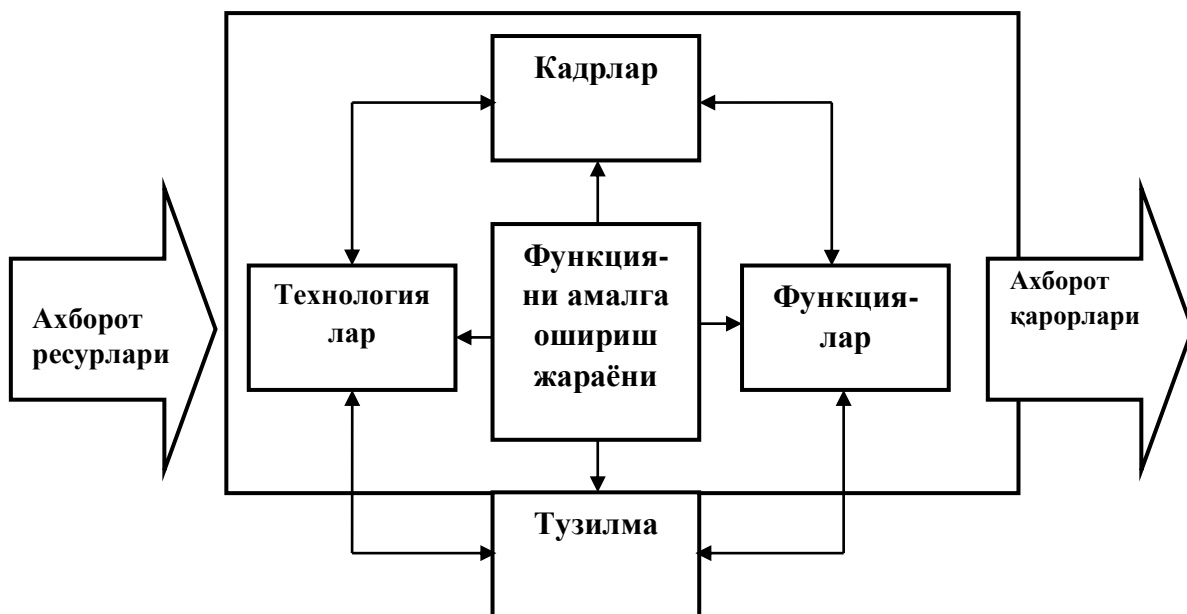 Кадрлар
Ахборот
ресурлари
Технология
лар
Функция-
ни амалга
ошириш
жараёни
Функция-
лар
Ахборот
қарорлари
Тузилма